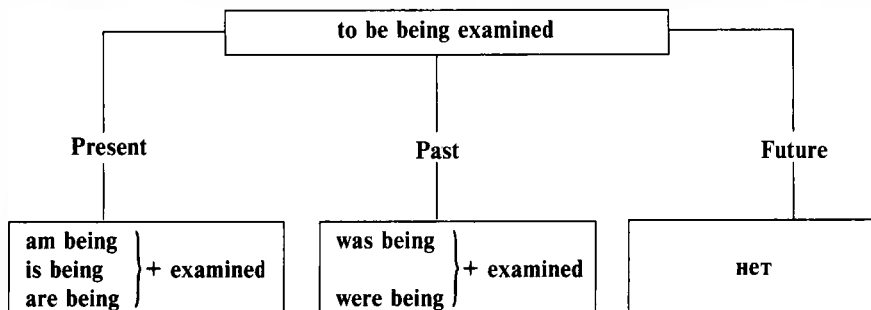 to be being examined
Present
Past
Future
am being
is being
are being
+ examined
was being
were being
+ examined
нет